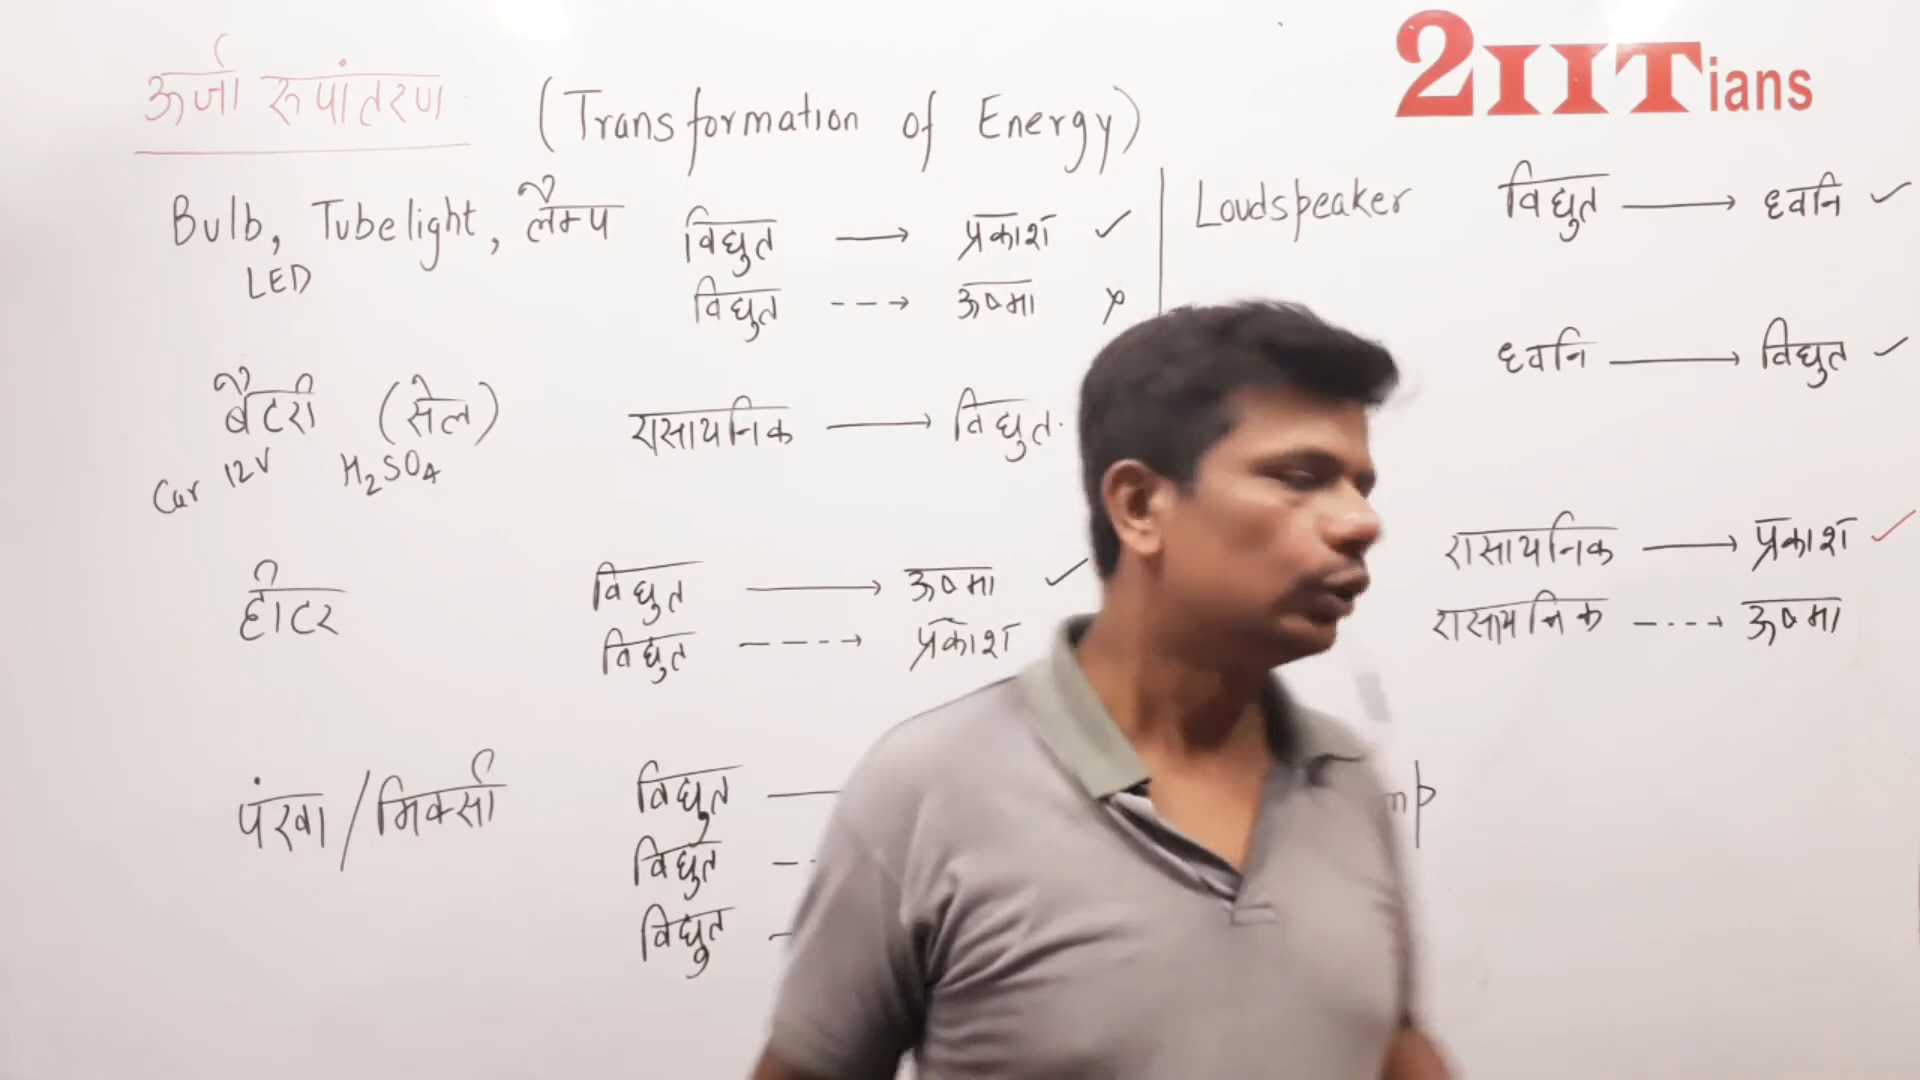 ऊर्जा रूपांतरण (Transformation of Energy)
2IITians
Bulb, Tubelight, लैम्प
LED
विद्युत → प्रकाश ✓
विद्युत ---> ऊष्मा ✗
बैटरी (सेल)
Car 12V H₂SO₄
रासायनिक → विद्युत
हीटर
विद्युत → ऊष्मा ✓
विद्युत ---> प्रकाश
पंखा / मिक्सी
विद्युत
विद्युत
विद्युत
Loudspeaker विद्युत → ध्वनि ✓
ध्वनि → विद्युत ✓
रासायनिक → प्रकाश ✓
रासायनिक ---> ऊष्मा